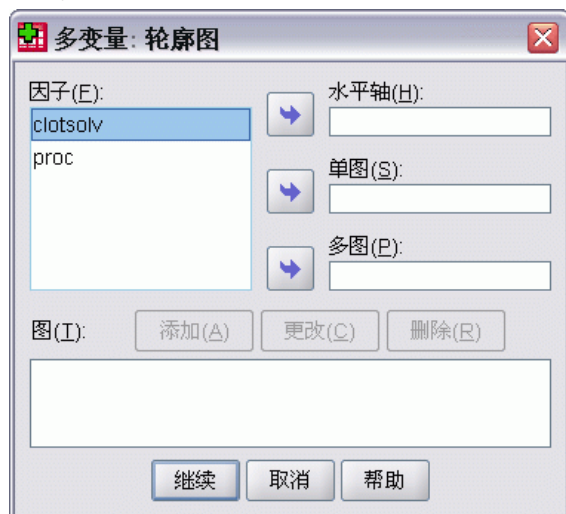 多变量: 轮廓图
因子(F):
clotsolv
proc
水平轴(H):
单图(S):
多图(P):
图(T):
添加(A)
更改(C)
删除(R)
继续
取消
帮助